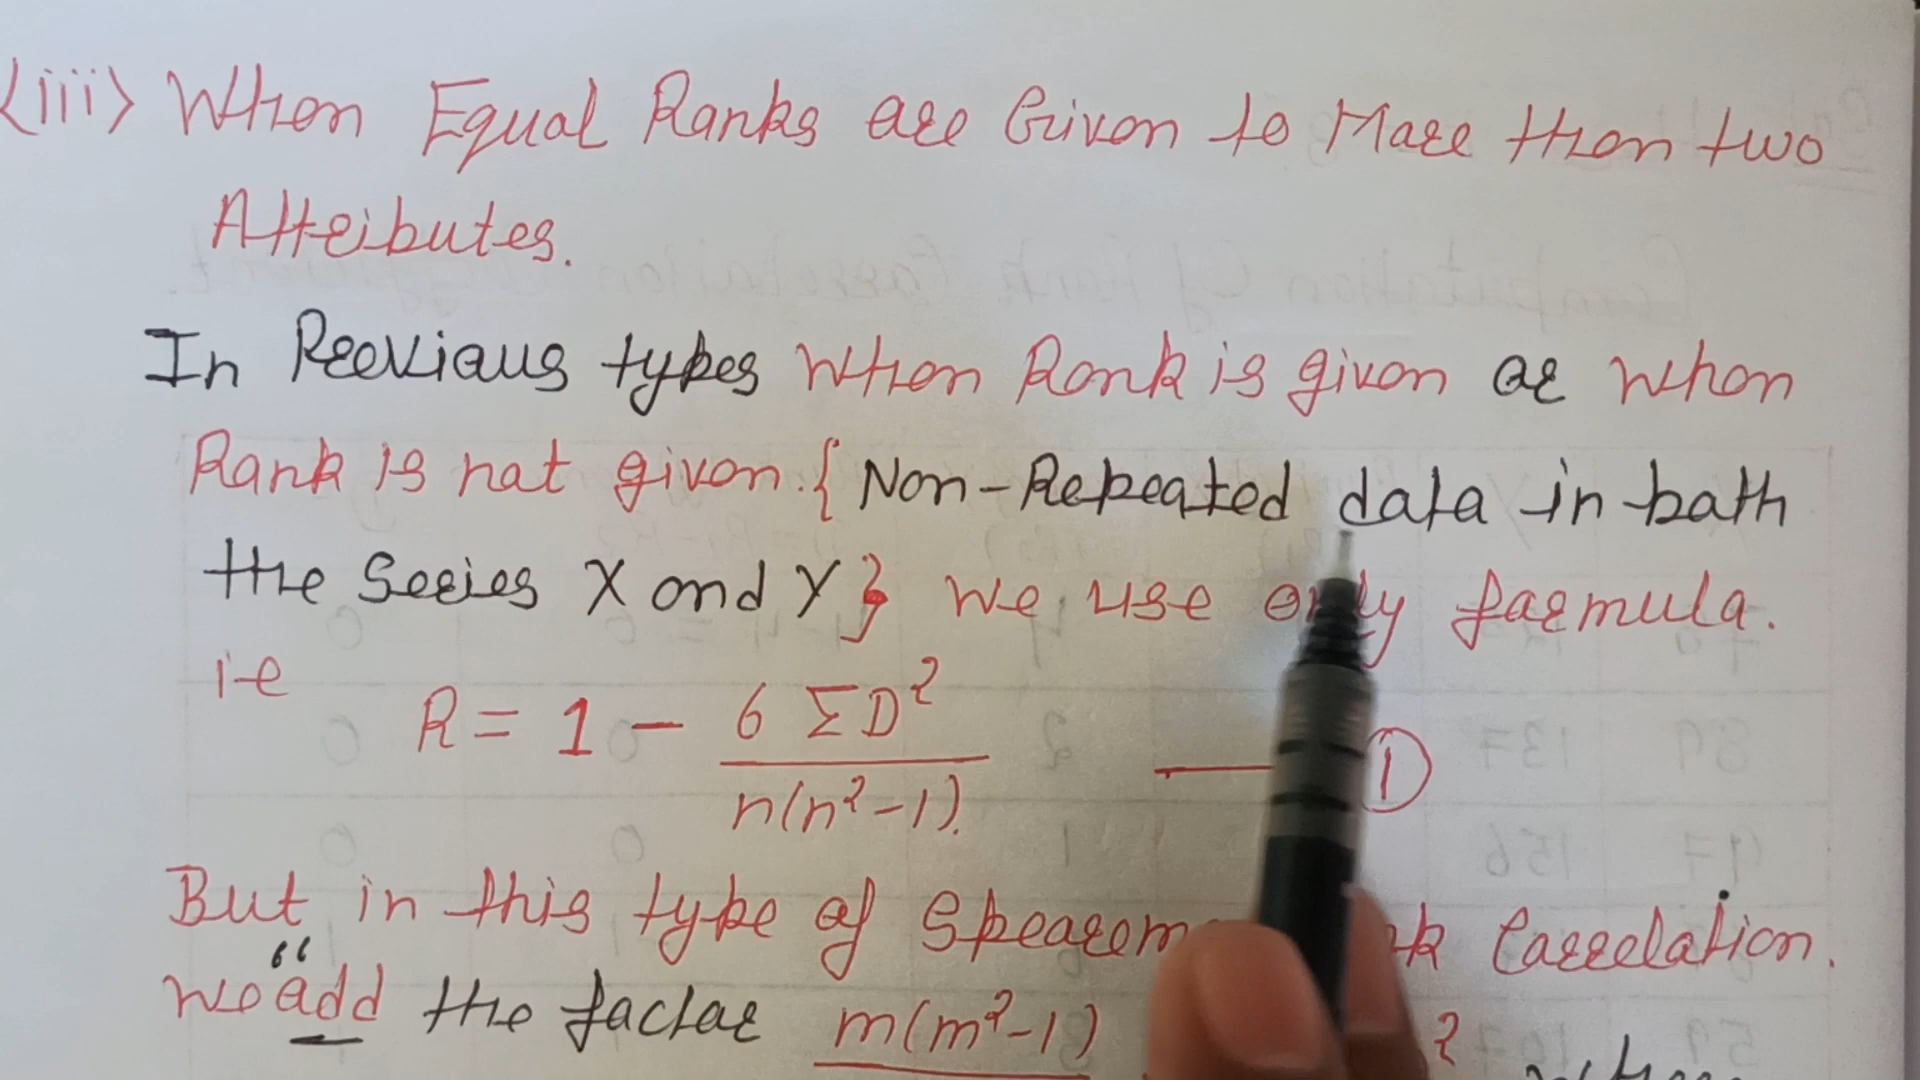 (iii) When Equal Ranks are Given to More than two
Attributes.
In Previous types when Rank is given or when
Rank is not given. { Non-Repeated data in both
the Series X and Y } we use only formula.
i-e
R = 1 - 6 ΣD² / n(n²-1). ——— ①
But in this type of Correlation.
we "add the factor m(m²-1) ²